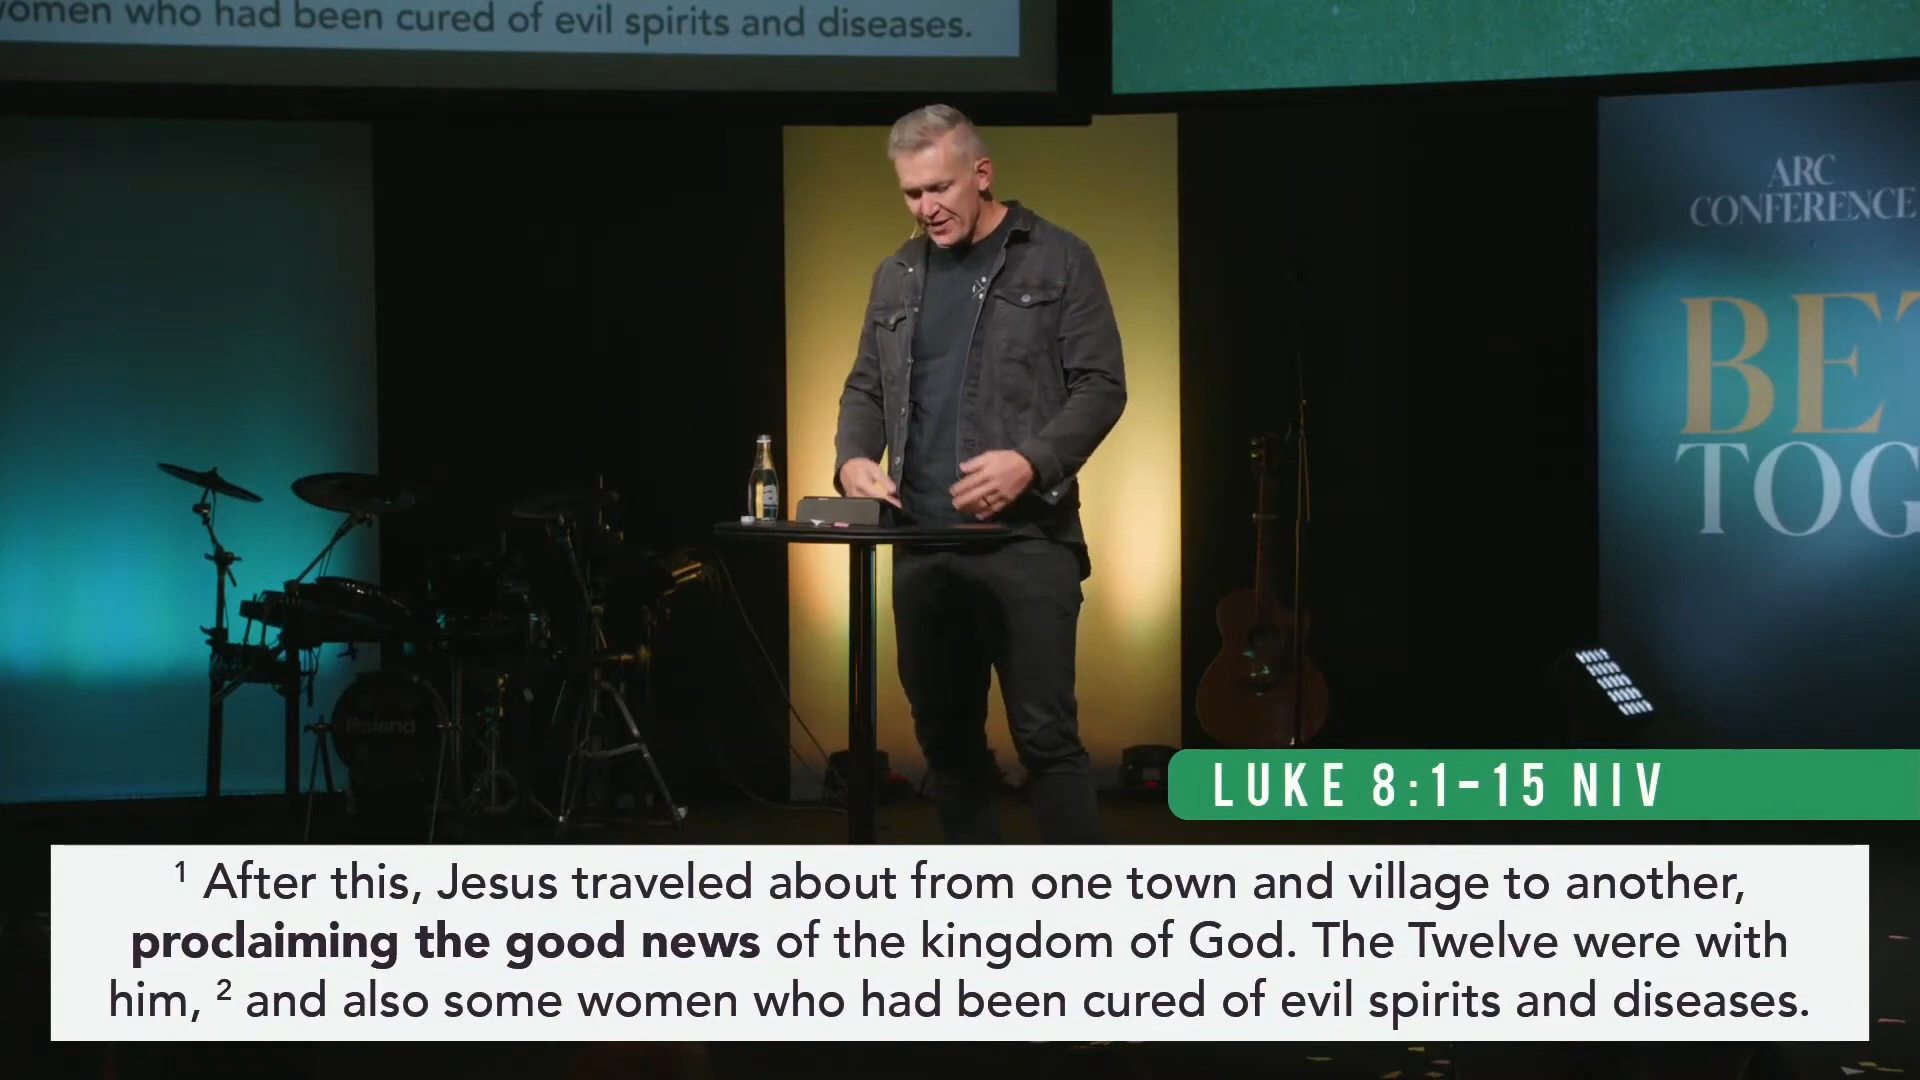 women who had been cured of evil spirits and diseases.
ARC
CONFERENCE
BET
TOG
Roland
LUKE 8:1-15 NIV
¹ After this, Jesus traveled about from one town and village to another,
proclaiming the good news of the kingdom of God. The Twelve were with
him, ² and also some women who had been cured of evil spirits and diseases.